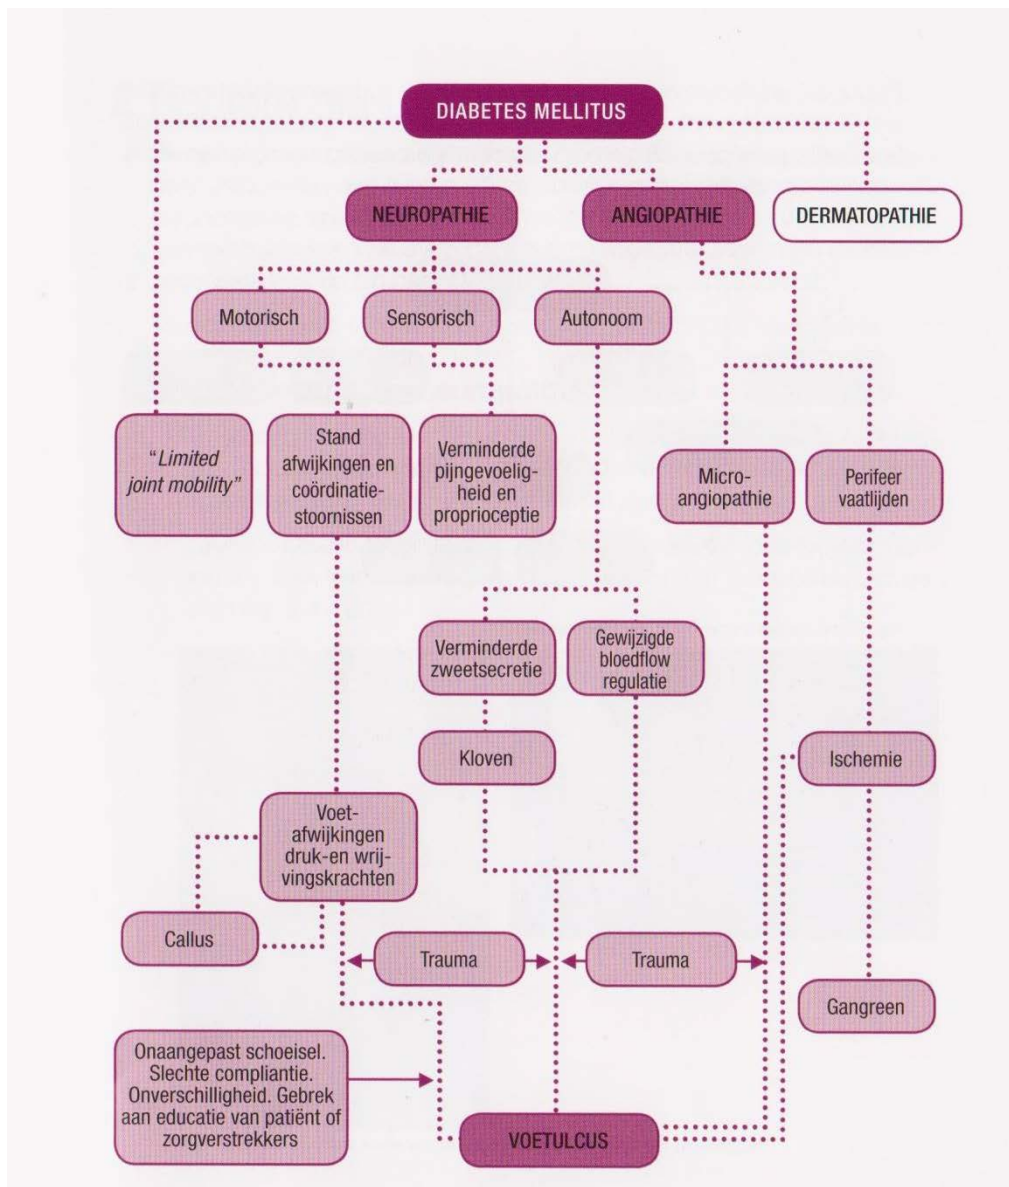 DIABETES MELLITUS
NEUROPATHIE
ANGIOPATHIE
DERMATOPATHIE
Motorisch
Sensorisch
Autonoom
"Limited
joint mobility"
Stand
afwijkingen en
coördinatie-
stoornissen
Verminderde
pijngevoelig-
heid en
proprioceptie
Micro-
angiopathie
Perifeer
vaatlijden
Verminderde
zweetsecretie
Gewijzigde
bloedflow
regulatie
Kloven
Ischemie
Voet-
afwijkingen
druk-en wrij-
vingskrachten
Callus
Trauma
Trauma
Gangreen
Onaangepast schoeisel.
Slechte compliantie.
Onverschilligheid. Gebrek
aan educatie van patiënt of
zorgverstrekkers
VOETULCUS